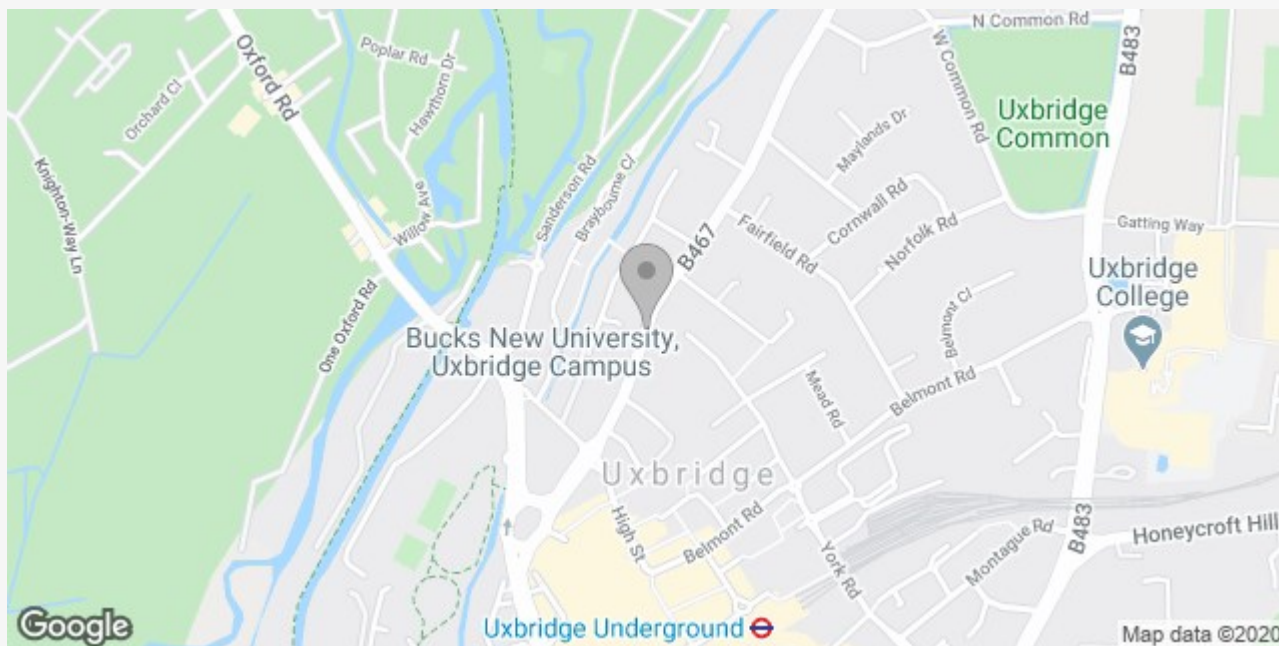 N Common Rd
Oxford Rd
Poplar Rd
Orchard Cl
Hawthorn Dr
W Common Rd
B483
Uxbridge
Common
Maylands Dr
Knighton-Way Ln
Willow Ave
Sanderson Rd
Braybourne Cl
Cornwall Rd
Norfolk Rd
Fairfield Rd
B467
Gatting Way
One Oxford Rd
Uxbridge
College
Belmont Cl
Bucks New University,
Uxbridge Campus
Mead Rd
Belmont Rd
Uxbridge
High St
Belmont Rd
York Rd
Montague Rd
B483
Honeycroft Hill
Google
Uxbridge Underground
Map data ©2020